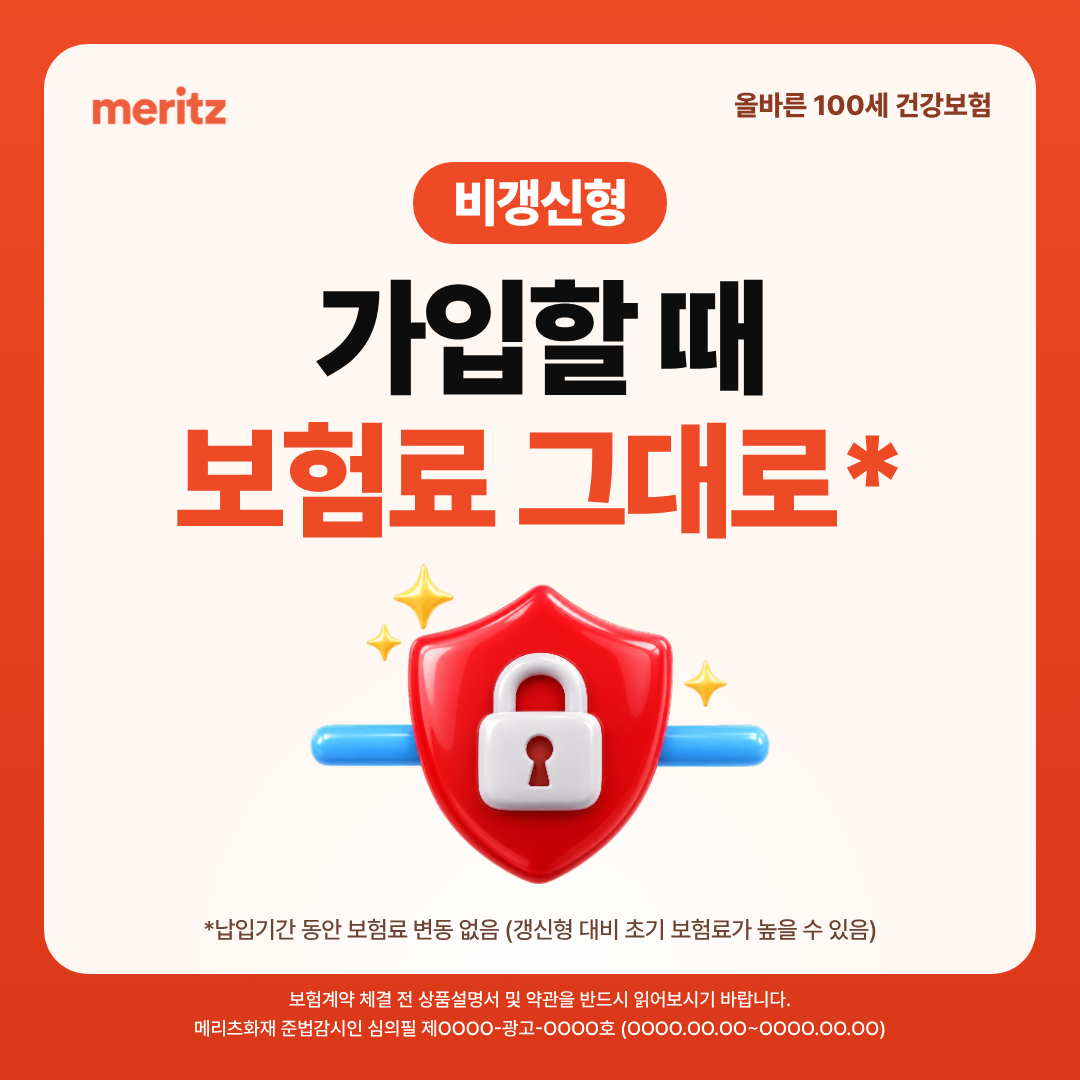 meritz
올바른 100세 건강보험
비갱신형
가입할 때
보험료 그대로*
*납입기간 동안 보험료 변동 없음 (갱신형 대비 초기 보험료가 높을 수 있음)
보험계약 체결 전 상품설명서 및 약관을 반드시 읽어보시기 바랍니다.
메리츠화재 준법감시인 심의필 제OOOO-광고-OOOO호 (OOOO.OO.OO~OOOO.OO.OO)